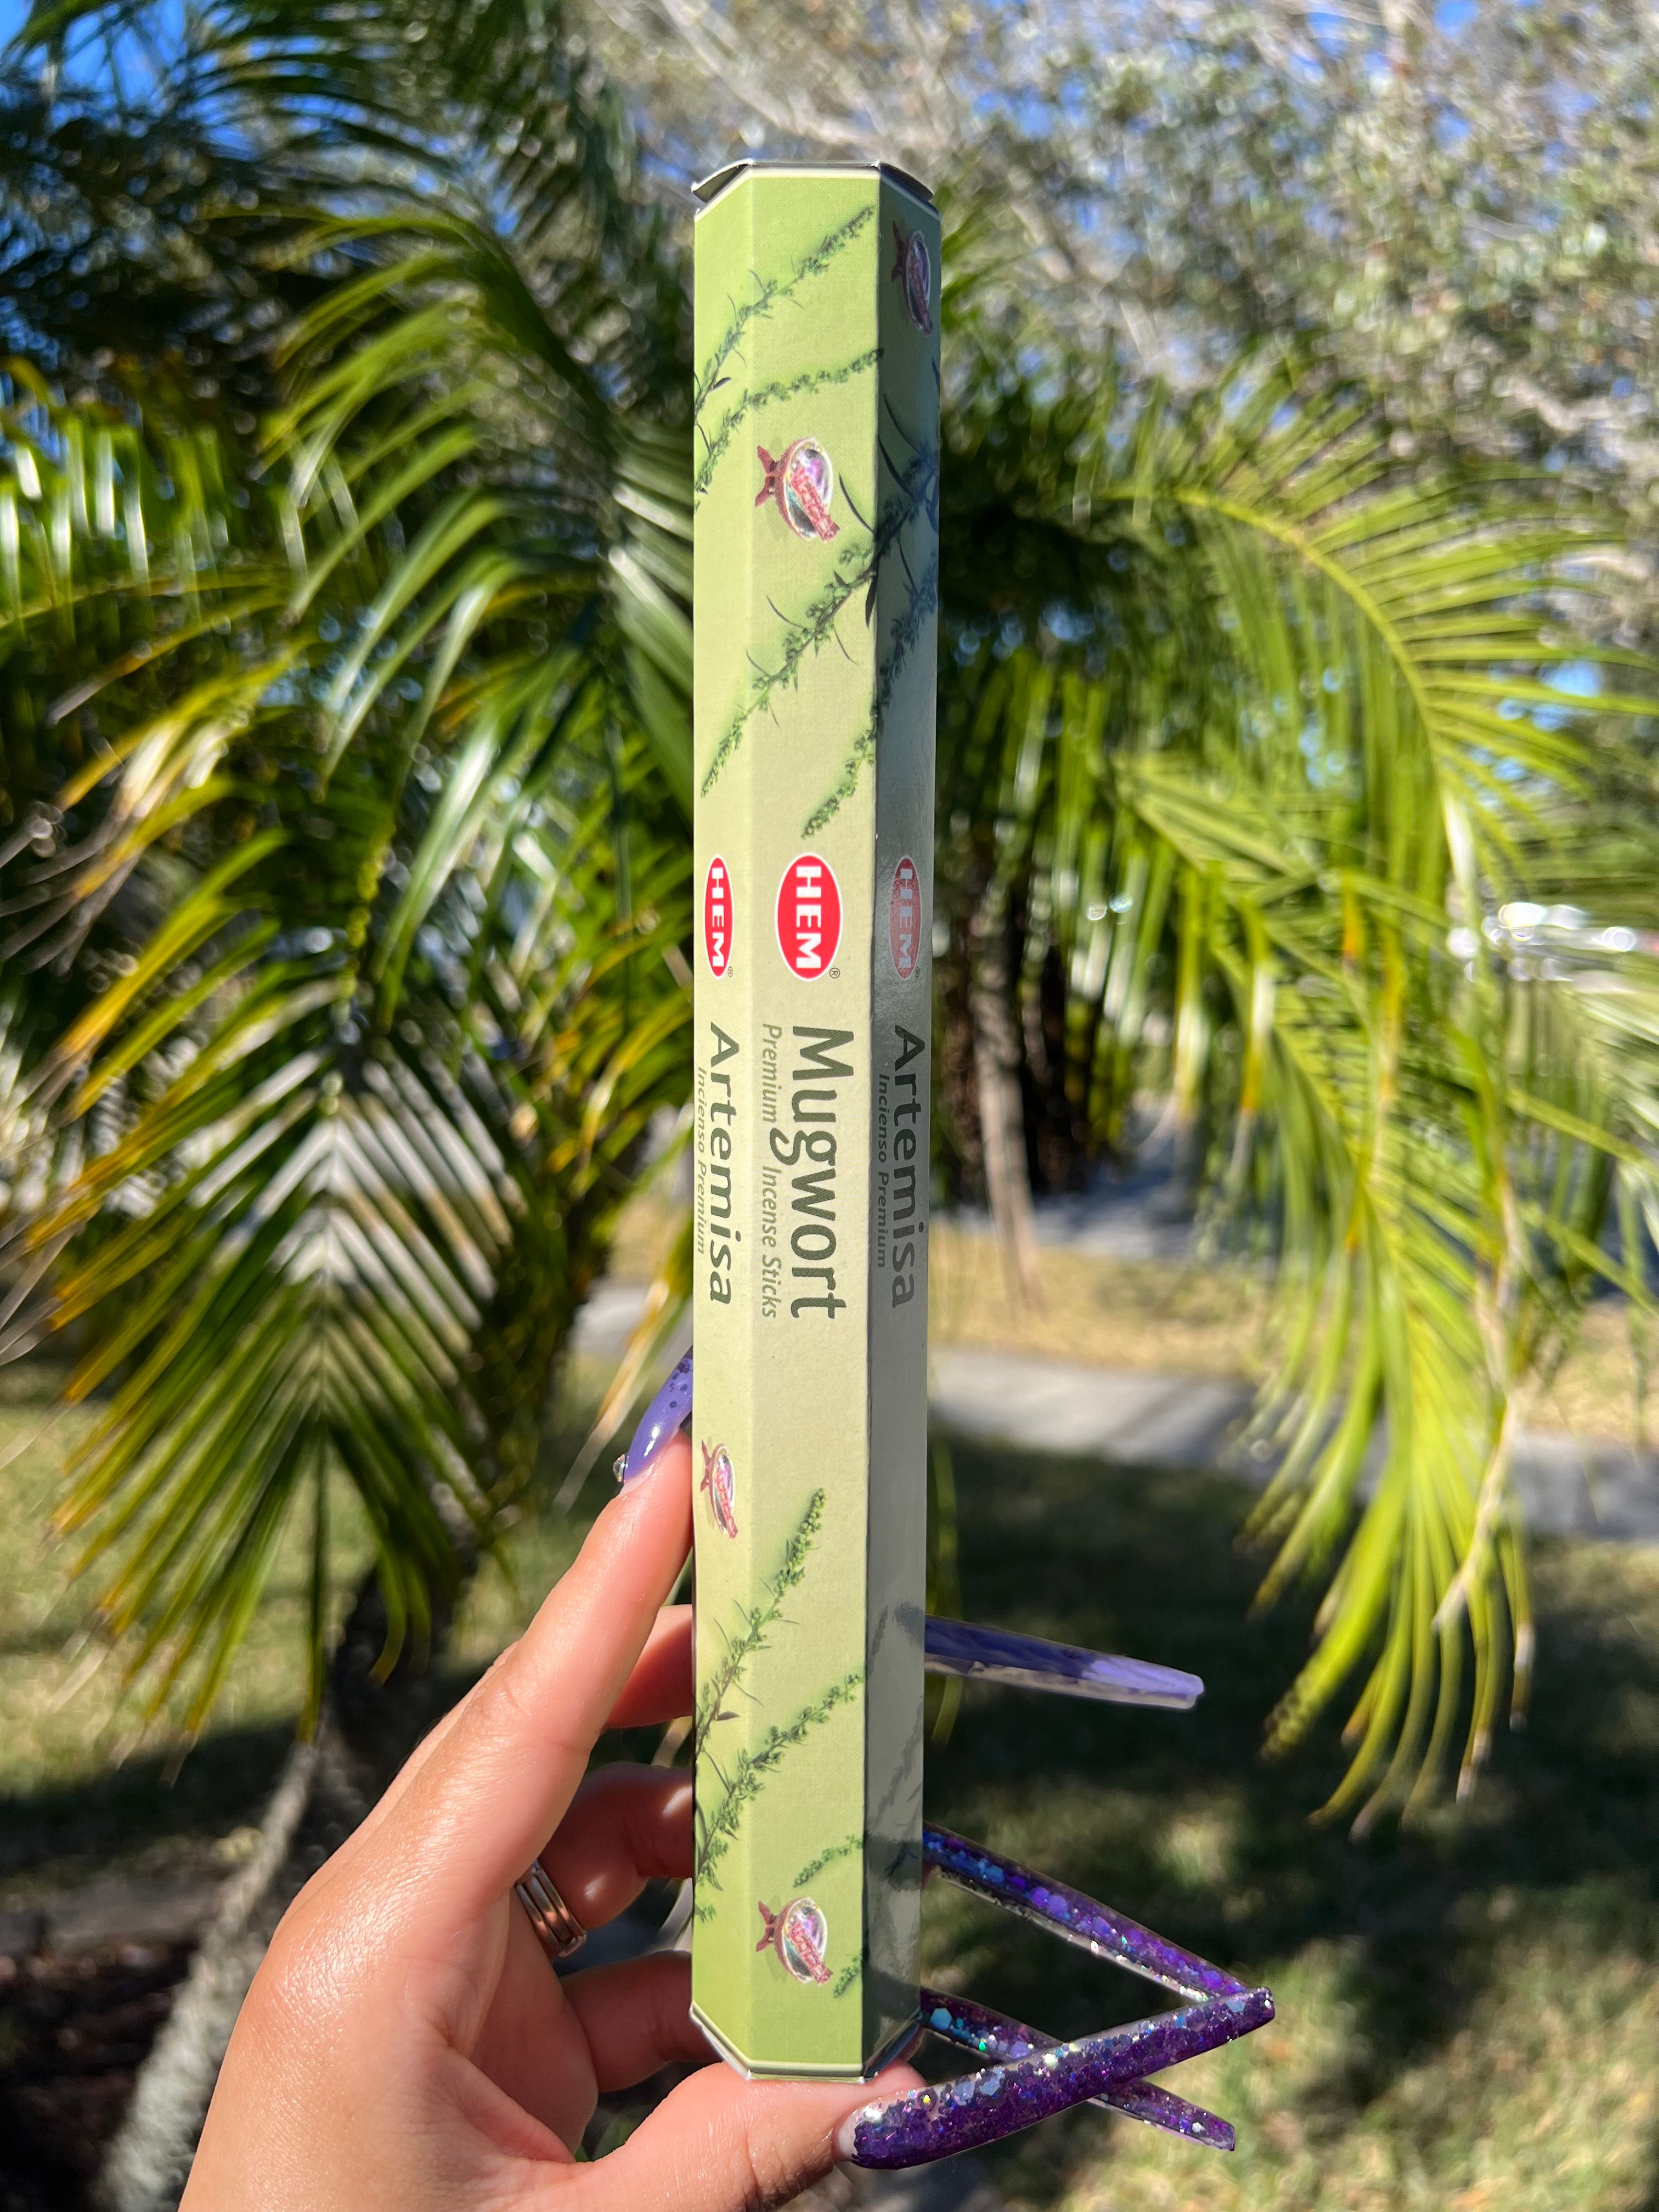 HEM®
Artemisa
Incienso Premium
HEM®
Mugwort
Premium Incense Sticks
HEM®
Artemisa
Incienso Premium